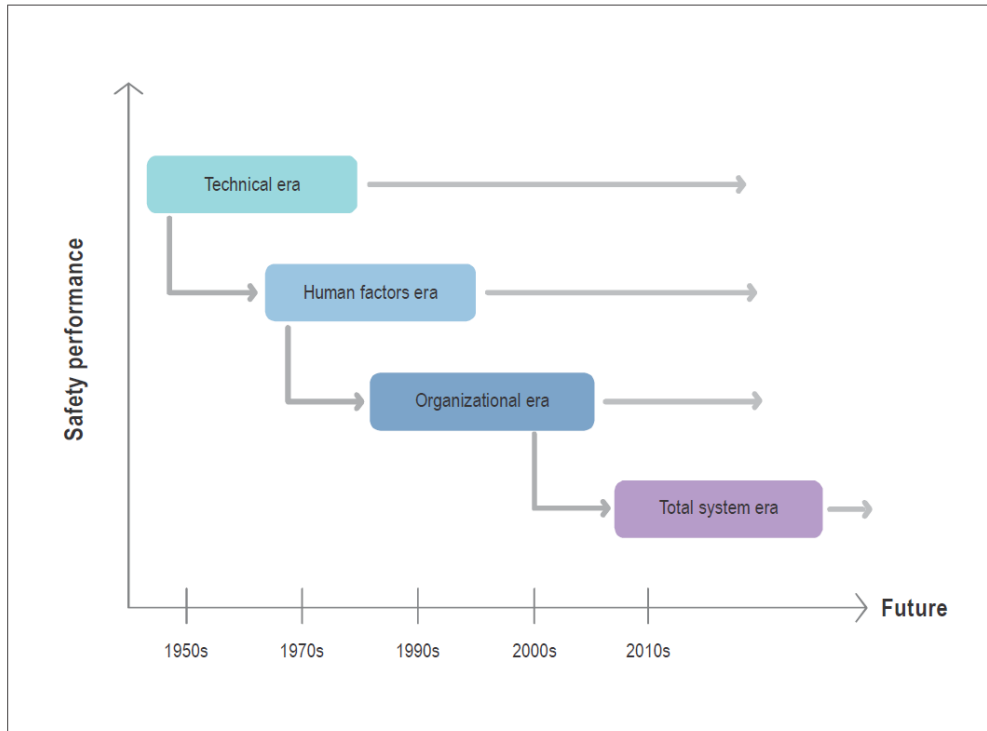 Safety performance
Technical era
Human factors era
Organizational era
Total system era
Future
1950s
1970s
1990s
2000s
2010s